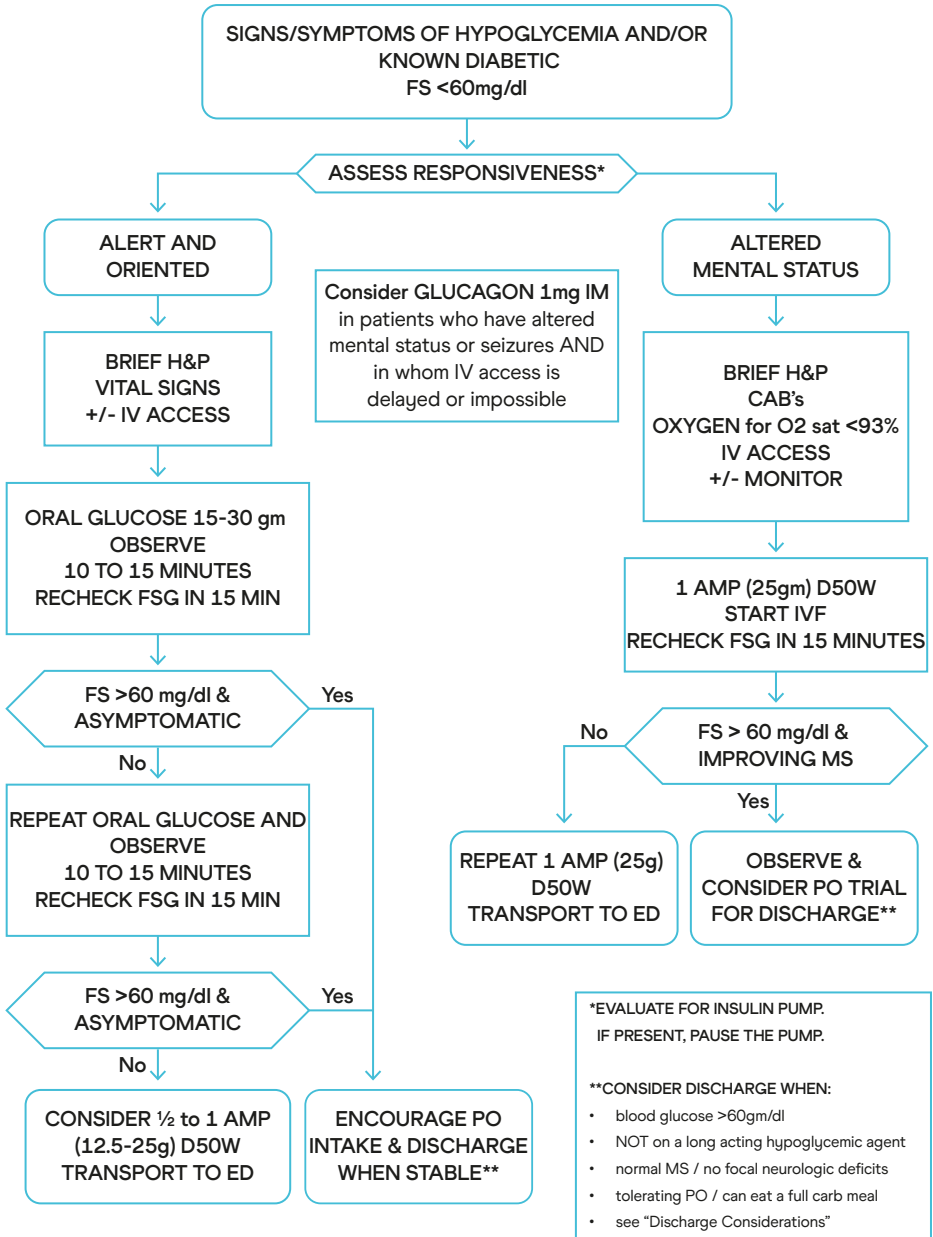 SIGNS/SYMPTOMS OF HYPOGLYCEMIA AND/OR
KNOWN DIABETIC
FS <60mg/dl
ASSESS RESPONSIVENESS*
ALERT AND
ORIENTED
BRIEF H&P
VITAL SIGNS
+/- IV ACCESS
ORAL GLUCOSE 15-30 gm
OBSERVE
10 TO 15 MINUTES
RECHECK FSG IN 15 MIN
FS >60 mg/dl &
ASYMPTOMATIC
Yes
No
REPEAT ORAL GLUCOSE AND
OBSERVE
10 TO 15 MINUTES
RECHECK FSG IN 15 MIN
FS >60 mg/dl &
ASYMPTOMATIC
Yes
No
CONSIDER ½ to 1 AMP
(12.5-25g) D50W
TRANSPORT TO ED
ENCOURAGE PO
INTAKE & DISCHARGE
WHEN STABLE**
Consider GLUCAGON 1mg IM
in patients who have altered
mental status or seizures AND
in whom IV access is
delayed or impossible
ALTERED
MENTAL STATUS
BRIEF H&P
CAB's
OXYGEN for O2 sat <93%
IV ACCESS
+/- MONITOR
1 AMP (25gm) D50W
START IVF
RECHECK FSG IN 15 MINUTES
FS > 60 mg/dl &
IMPROVING MS
No
Yes
REPEAT 1 AMP (25g)
D50W
TRANSPORT TO ED
OBSERVE &
CONSIDER PO TRIAL
FOR DISCHARGE**
*EVALUATE FOR INSULIN PUMP.
IF PRESENT, PAUSE THE PUMP.
**CONSIDER DISCHARGE WHEN:
• blood glucose >60gm/dl
• NOT on a long acting hypoglycemic agent
• normal MS / no focal neurologic deficits
• tolerating PO / can eat a full carb meal
• see "Discharge Considerations"